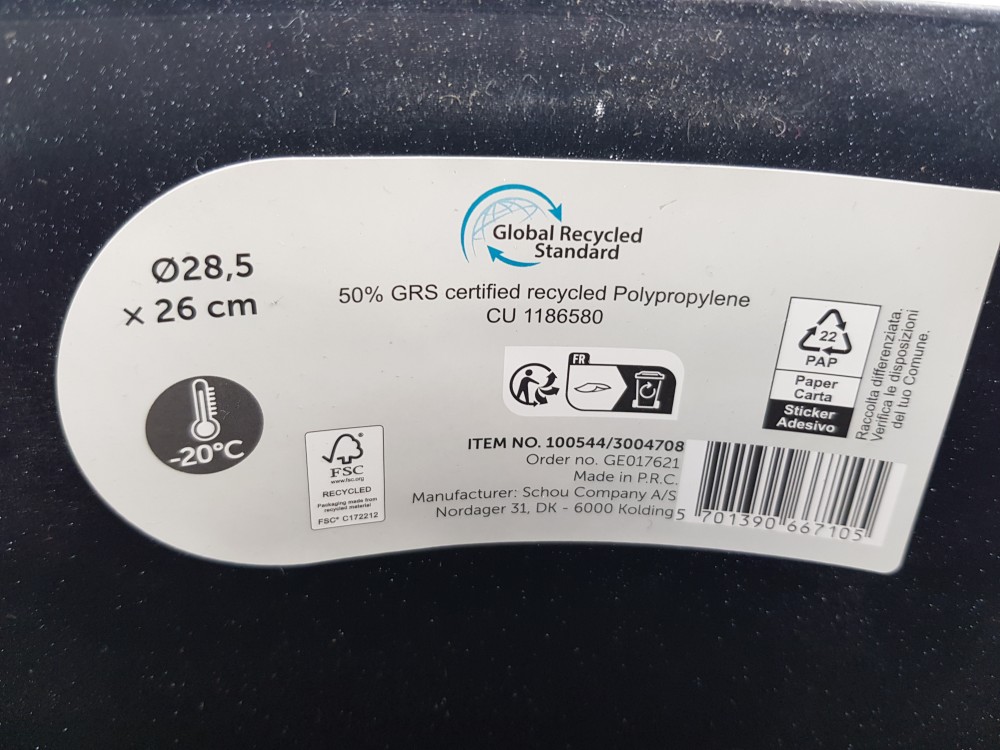 Global Recycled
Standard
Ø28,5
× 26 cm
50% GRS certified recycled Polypropylene
CU 1186580
-20°C
FSC
www.fsc.org
RECYCLED
Packaging made from
recycled material
FSC® C172212
FR
22
PAP
Paper
Carta
Sticker
Adesivo
Raccolta differenziata.
Verifica le disposizioni
del tuo Comune.
ITEM NO. 100544/3004708
Order no. GE017621
Made in P.R.C.
Manufacturer: Schou Company A/S
Nordager 31, DK - 6000 Kolding
5 701390 667105